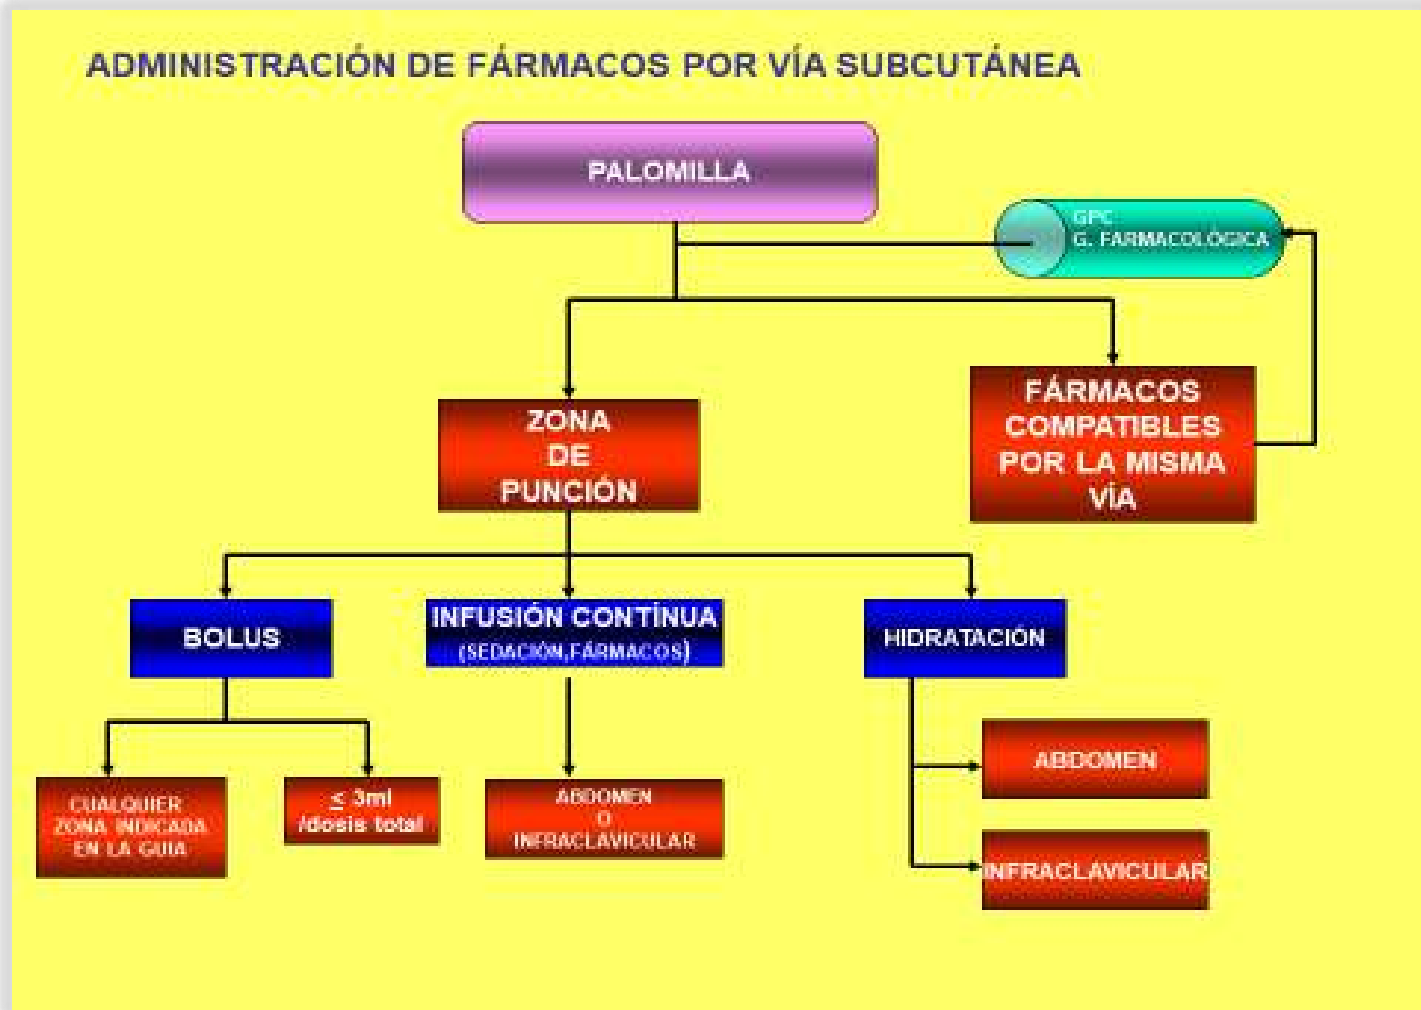 ADMINISTRACIÓN DE FÁRMACOS POR VÍA SUBCUTÁNEA
PALOMILLA
GPC
G. FARMACOLÓGICA
ZONA
DE
PUNCIÓN
FÁRMACOS
COMPATIBLES
POR LA MISMA
VÍA
BOLUS
INFUSIÓN CONTÍNUA
(SEDACIÓN,FÁRMACOS)
HIDRATACIÓN
CUALQUIER
ZONA INDICADA
EN LA GUIA
≤ 3ml
/dosis total
ABDOMEN
O
INFRACLAVICULAR
ABDOMEN
INFRACLAVICULAR